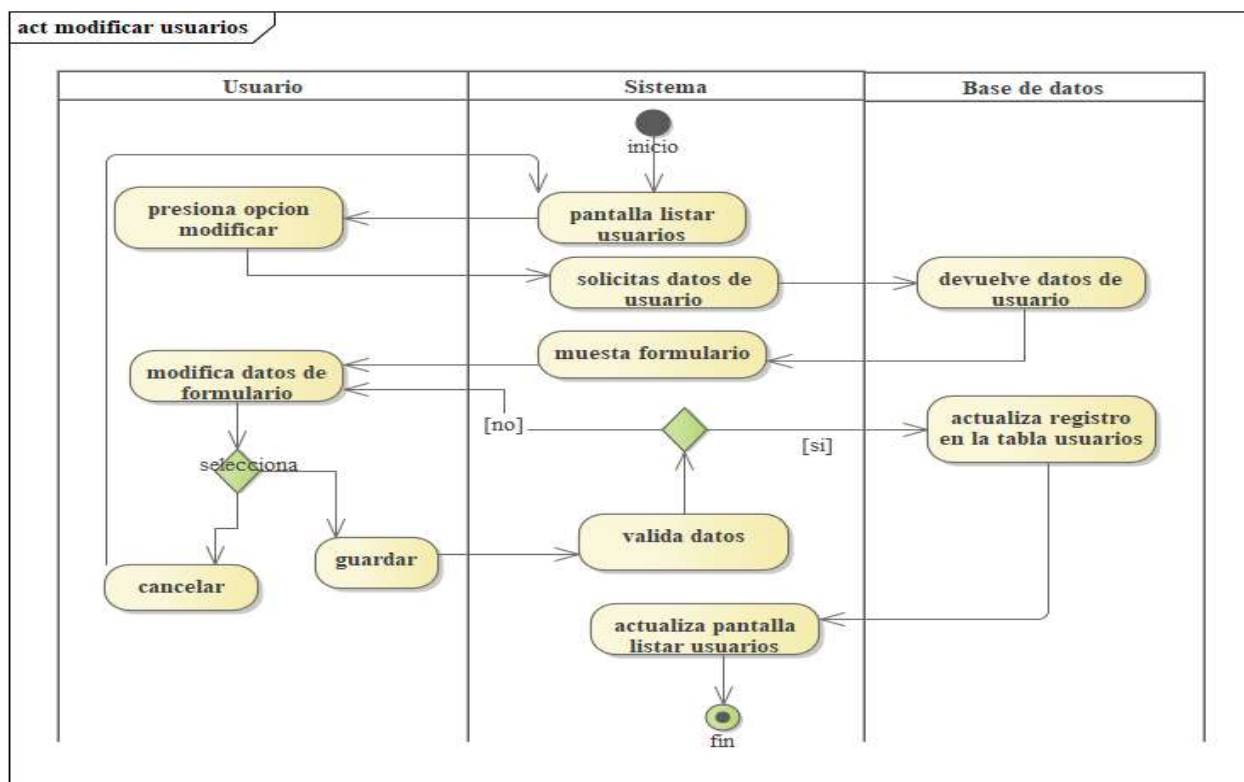 act modificar usuarios
Usuario
Sistema
Base de datos
inicio
presiona opcion
modificar
pantalla listar
usuarios
solicitas datos de
usuario
devuelve datos de
usuario
muesta formulario
modifica datos de
formulario
[no]
[si]
actualiza registro
en la tabla usuarios
selecciona
valida datos
guardar
cancelar
actualiza pantalla
listar usuarios
fin